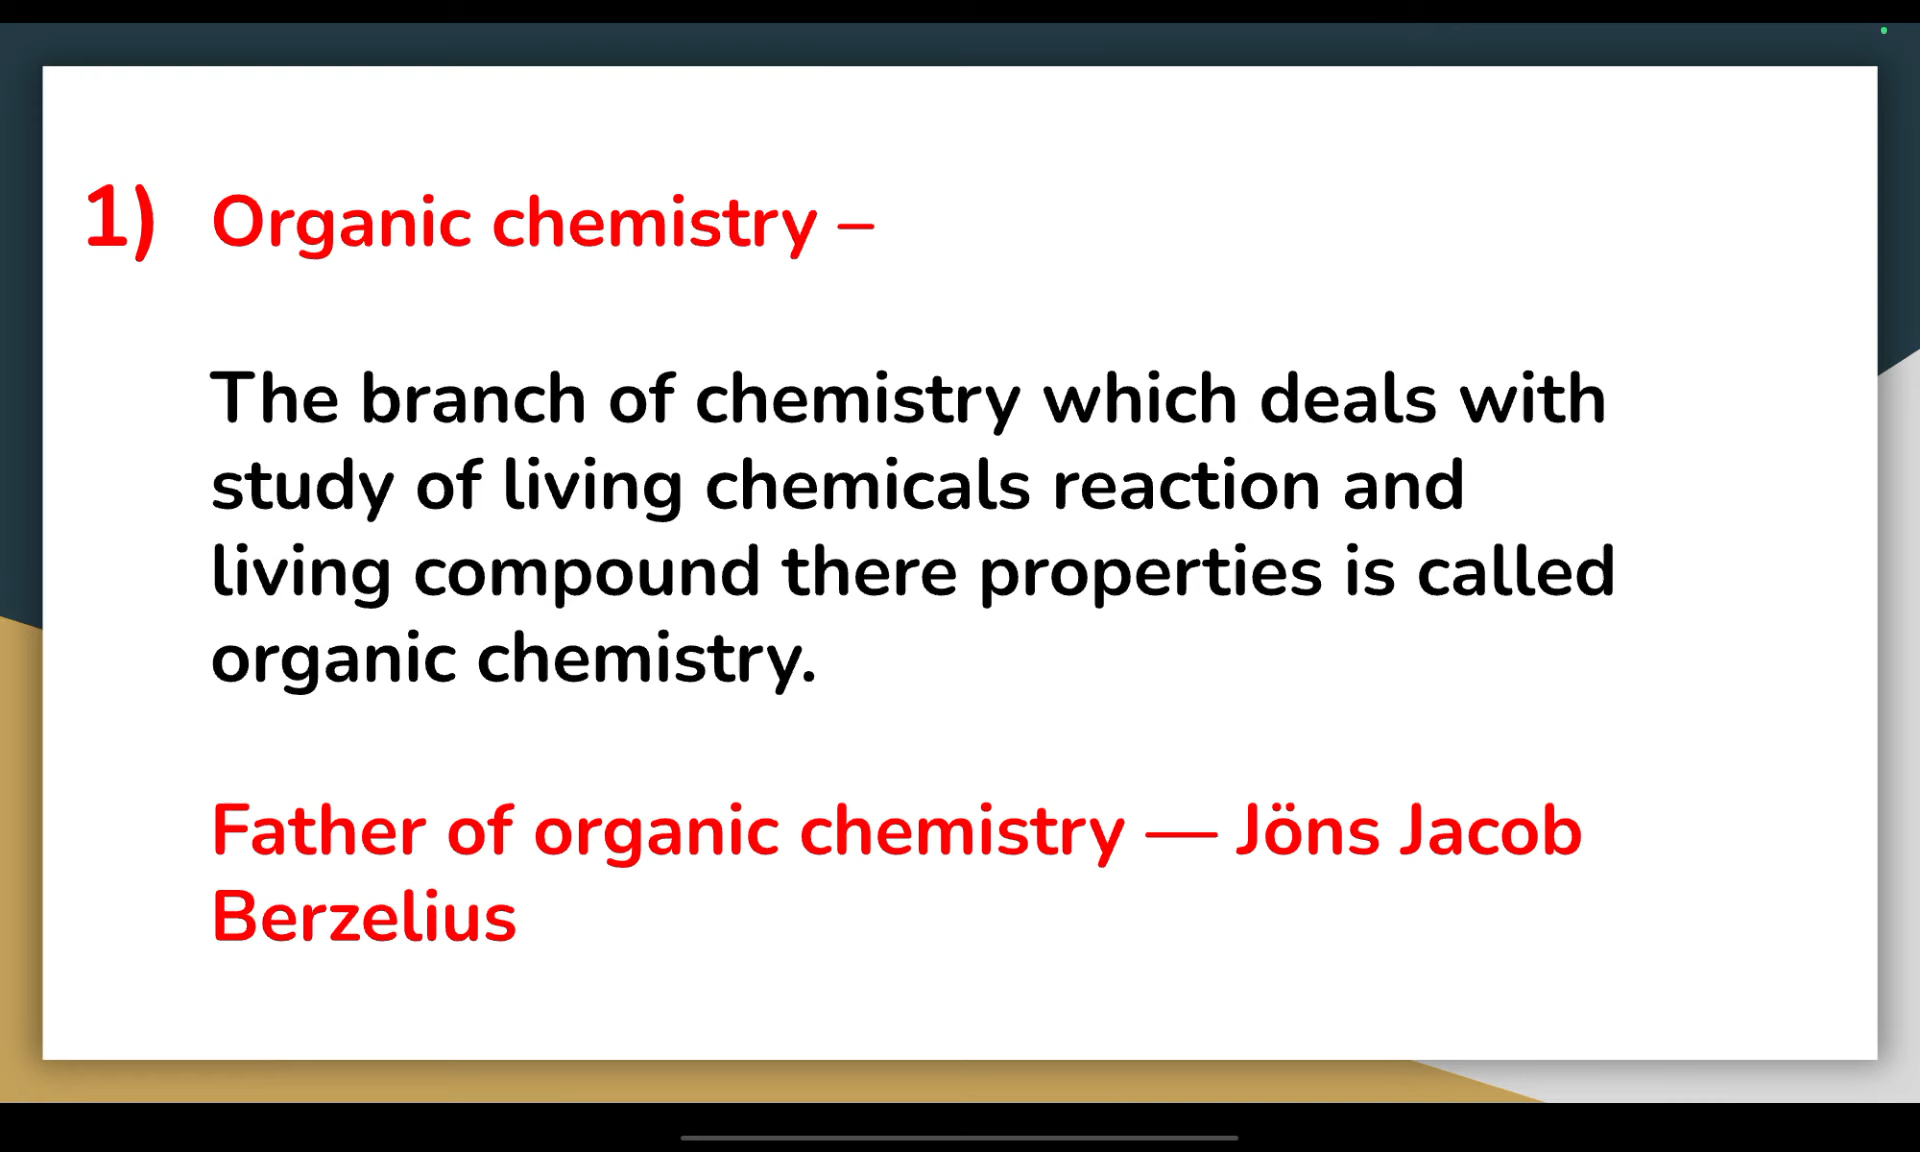 1) Organic chemistry –
The branch of chemistry which deals with
study of living chemicals reaction and
living compound there properties is called
organic chemistry.
Father of organic chemistry — Jöns Jacob
Berzelius